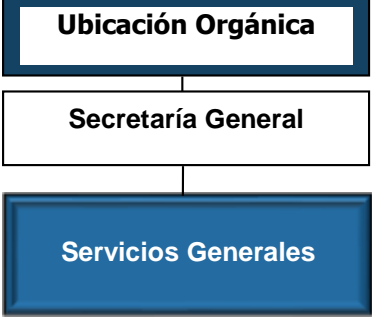 Ubicación Orgánica
Secretaría General
Servicios Generales